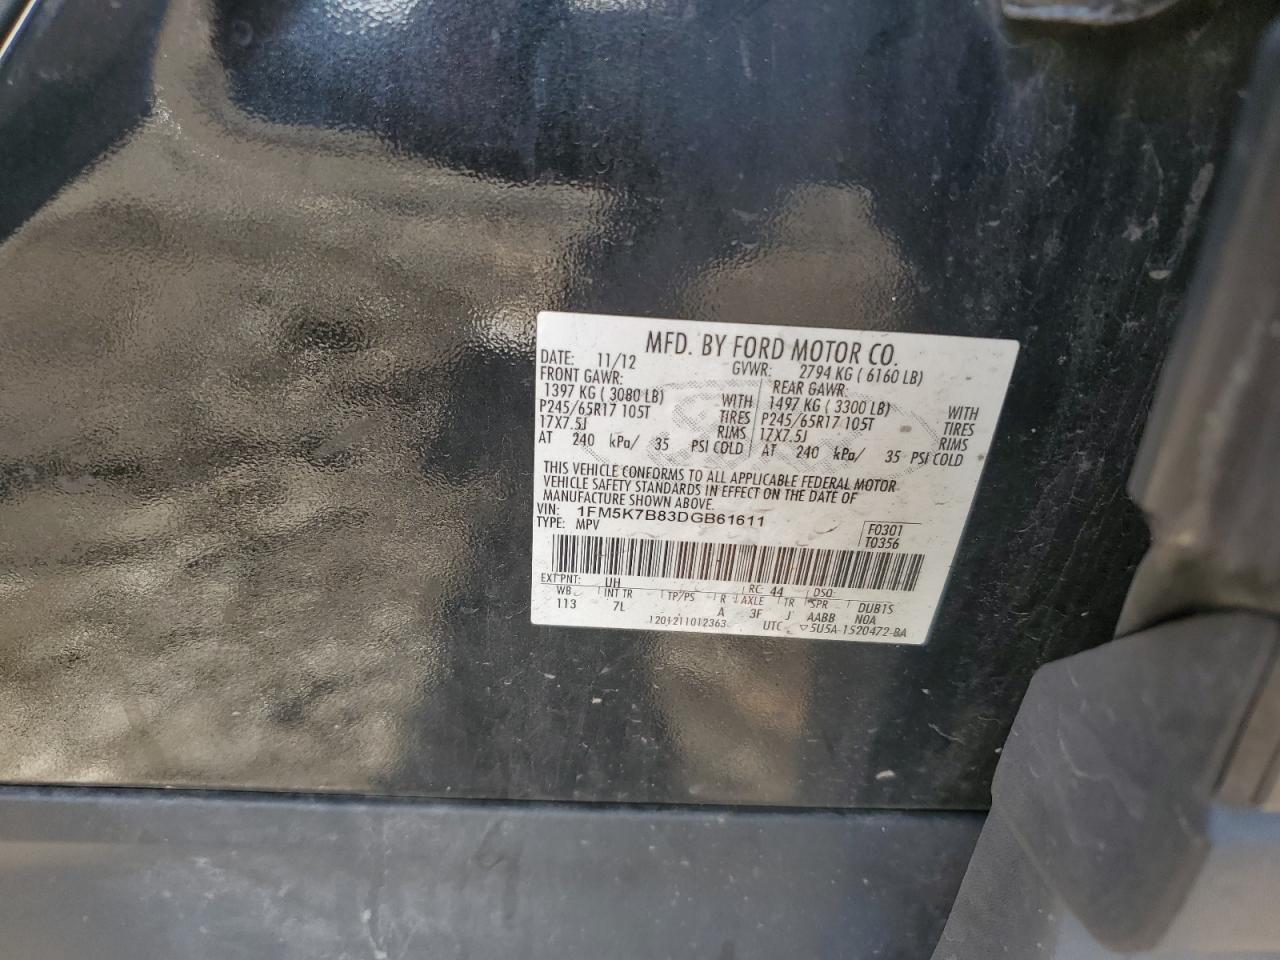 MFD. BY FORD MOTOR CO.
DATE: 11/12 GVWR: 2794 KG ( 6160 LB)
FRONT GAWR: REAR GAWR:
1397 KG ( 3080 LB) WITH 1497 KG ( 3300 LB) WITH
P245/65R17 105T TIRES P245/65R17 105T TIRES
17X7.5J RIMS 17X7.5J RIMS
AT 240 kPa/ 35 PSI COLD AT 240 kPa/ 35 PSI COLD
THIS VEHICLE CONFORMS TO ALL APPLICABLE FEDERAL MOTOR
VEHICLE SAFETY STANDARDS IN EFFECT ON THE DATE OF
MANUFACTURE SHOWN ABOVE.
VIN: 1FM5K7B83DGB61611 F0301
TYPE: MPV T0356
EXT PNT: UH RC: 44 DSO:
WB INT TR TP/PS R AXLE TR SPR DUB1S
113 7L A 3F J AABB N0A
1201211012363 UTC ▽5U5A-1520472-BA